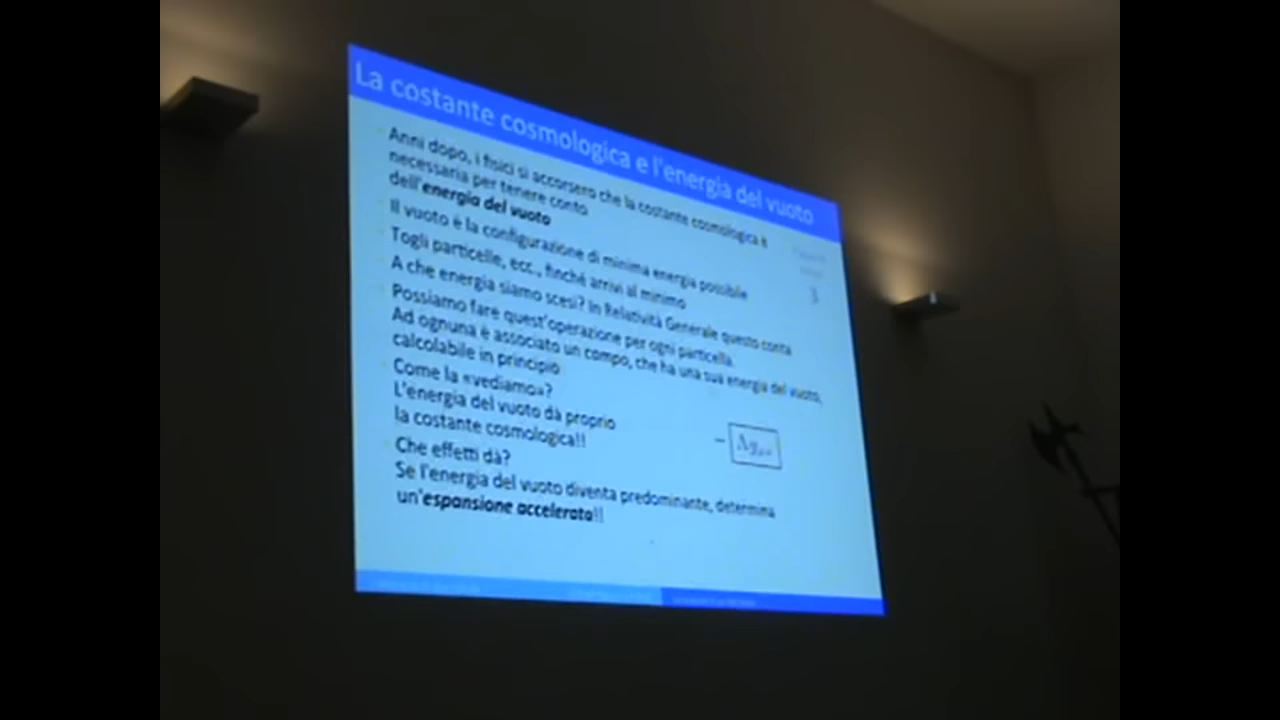 La costante cosmologica e l'energia del vuoto
Anni dopo, i fisici si accorsero che la costante cosmologica è
necessaria per tenere conto
dell'energia del vuoto
Il vuoto è la configurazione di minima energia possibile
Togli particelle, ecc., finché arrivi al minimo
A che energia siamo scesi? In Relatività Generale questo conta
Possiamo fare quest'operazione per ogni particella.
Ad ognuna è associato un campo, che ha una sua energia del vuoto,
calcolabile in principio
Come la «vediamo»?
L'energia del vuoto dà proprio
la costante cosmologica!!
Che effetti dà?
Se l'energia del vuoto diventa predominante, determina
un'espansione accelerata!!